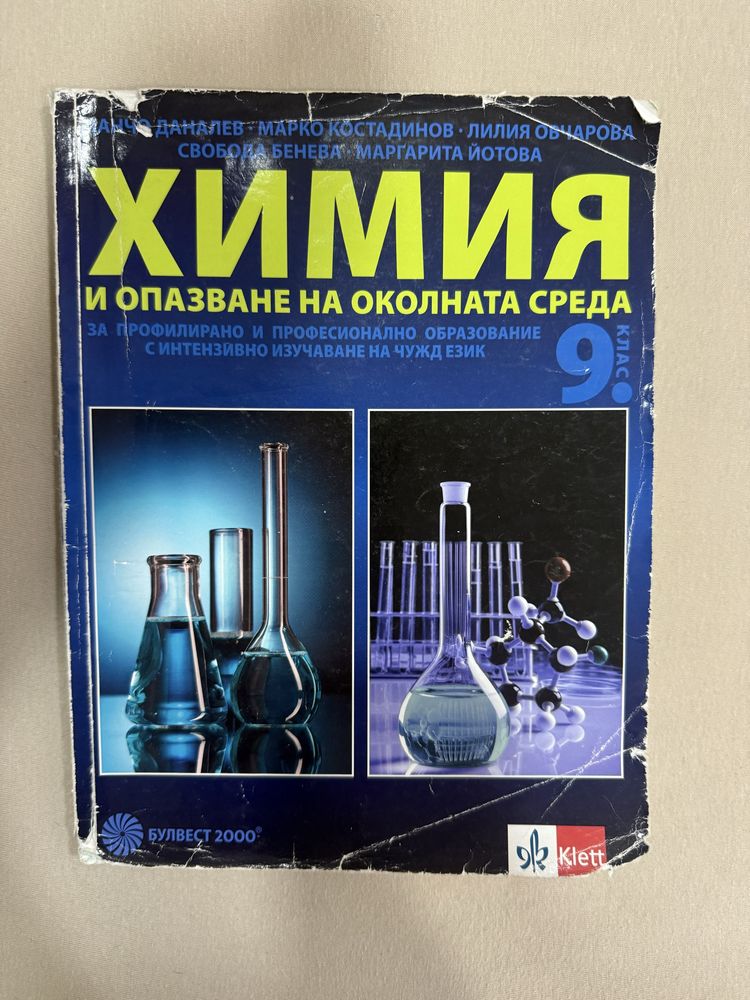 ДАНАЛЕВ · МАРКО КОСТАДИНОВ · ЛИЛИЯ ОВЧАРОВА
СВОБОДА БЕНЕВА · МАРГАРИТА ЙОТОВА
ХИМИЯ
И ОПАЗВАНЕ НА ОКОЛНАТА СРЕДА
ЗА ПРОФИЛИРАНО И ПРОФЕСИОНАЛНО ОБРАЗОВАНИЕ
С ИНТЕНЗИВНО ИЗУЧАВАНЕ НА ЧУЖД ЕЗИК
9. КЛАС
БУЛВЕСТ 2000®
Klett